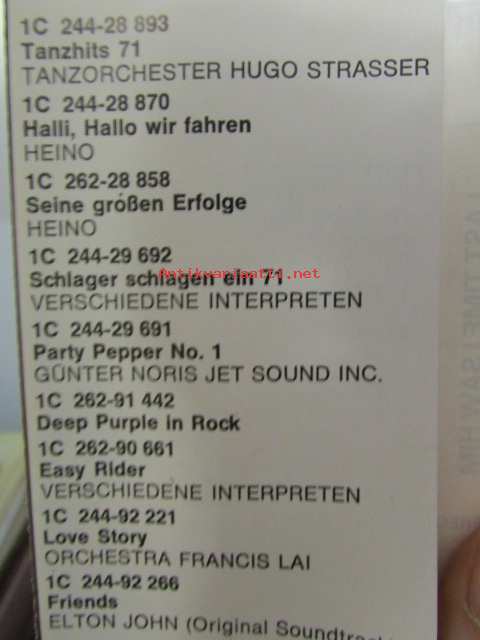 1C 244-28 893
Tanzhits 71
TANZORCHESTER HUGO STRASSER
1C 244-28 870
Halli, Hallo wir fahren
HEINO
1C 262-28 858
Seine großen Erfolge
HEINO
1C 244-29 692
Antikvariaatti.net
Schlager schlagen ein 71
VERSCHIEDENE INTERPRETEN
1C 244-29 691
Party Pepper No. 1
GÜNTER NORIS JET SOUND INC.
1C 262-91 442
Deep Purple in Rock
1C 262-90 661
Easy Rider
VERSCHIEDENE INTERPRETEN
1C 244-92 221
Love Story
ORCHESTRA FRANCIS LAI
1C 244-92 266
Friends
ELTON JOHN (Original Soundtrack